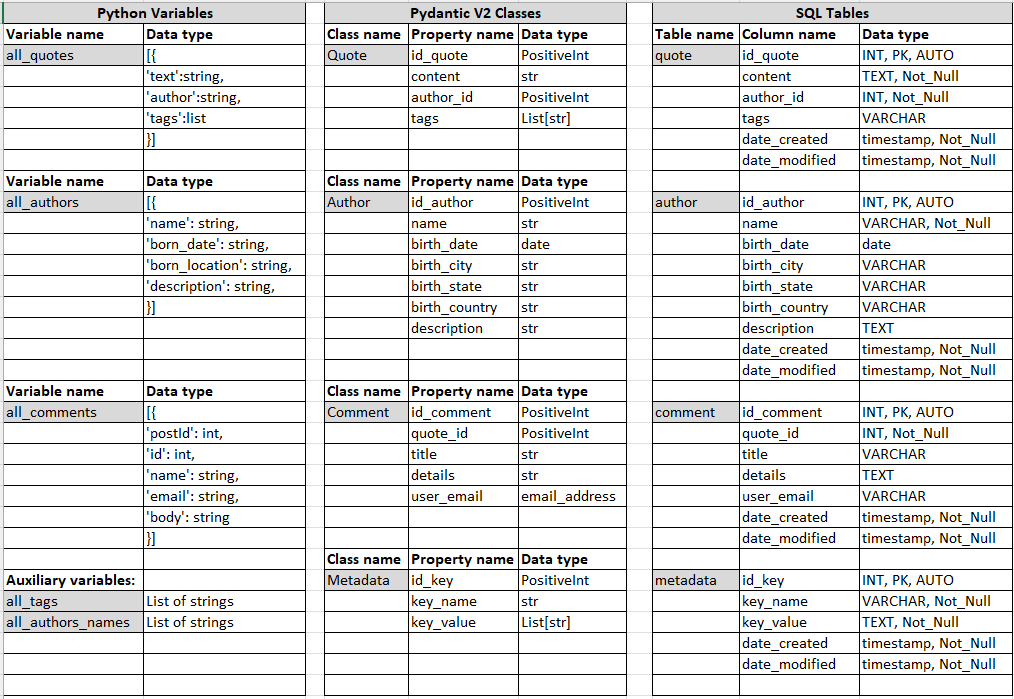 Python Variables Pydantic V2 Classes SQL Tables
Variable name Data type Class name Property name Data type Table name Column name Data type
all_quotes [{ Quote id_quote PositiveInt quote id_quote INT, PK, AUTO
'text':string, content str content TEXT, Not_Null
'author':string, author_id PositiveInt author_id INT, Not_Null
'tags':list tags List[str] tags VARCHAR
}] date_created timestamp, Not_Null
date_modified timestamp, Not_Null
Variable name Data type Class name Property name Data type
all_authors [{ Author id_author PositiveInt author id_author INT, PK, AUTO
'name': string, name str name VARCHAR, Not_Null
'born_date': string, birth_date date birth_date date
'born_location': string, birth_city str birth_city VARCHAR
'description': string, birth_state str birth_state VARCHAR
}] birth_country str birth_country VARCHAR
description str description TEXT
date_created timestamp, Not_Null
date_modified timestamp, Not_Null
Variable name Data type Class name Property name Data type
all_comments [{ Comment id_comment PositiveInt comment id_comment INT, PK, AUTO
'postId': int, quote_id PositiveInt quote_id INT, Not_Null
'id': int, title str title VARCHAR
'name': string, details str details TEXT
'email': string, user_email email_address user_email VARCHAR
'body': string date_created timestamp, Not_Null
}] date_modified timestamp, Not_Null
Class name Property name Data type
Auxiliary variables: Metadata id_key PositiveInt metadata id_key INT, PK, AUTO
all_tags List of strings key_name str key_name VARCHAR, Not_Null
all_authors_names List of strings key_value List[str] key_value TEXT, Not_Null
date_created timestamp, Not_Null
date_modified timestamp, Not_Null